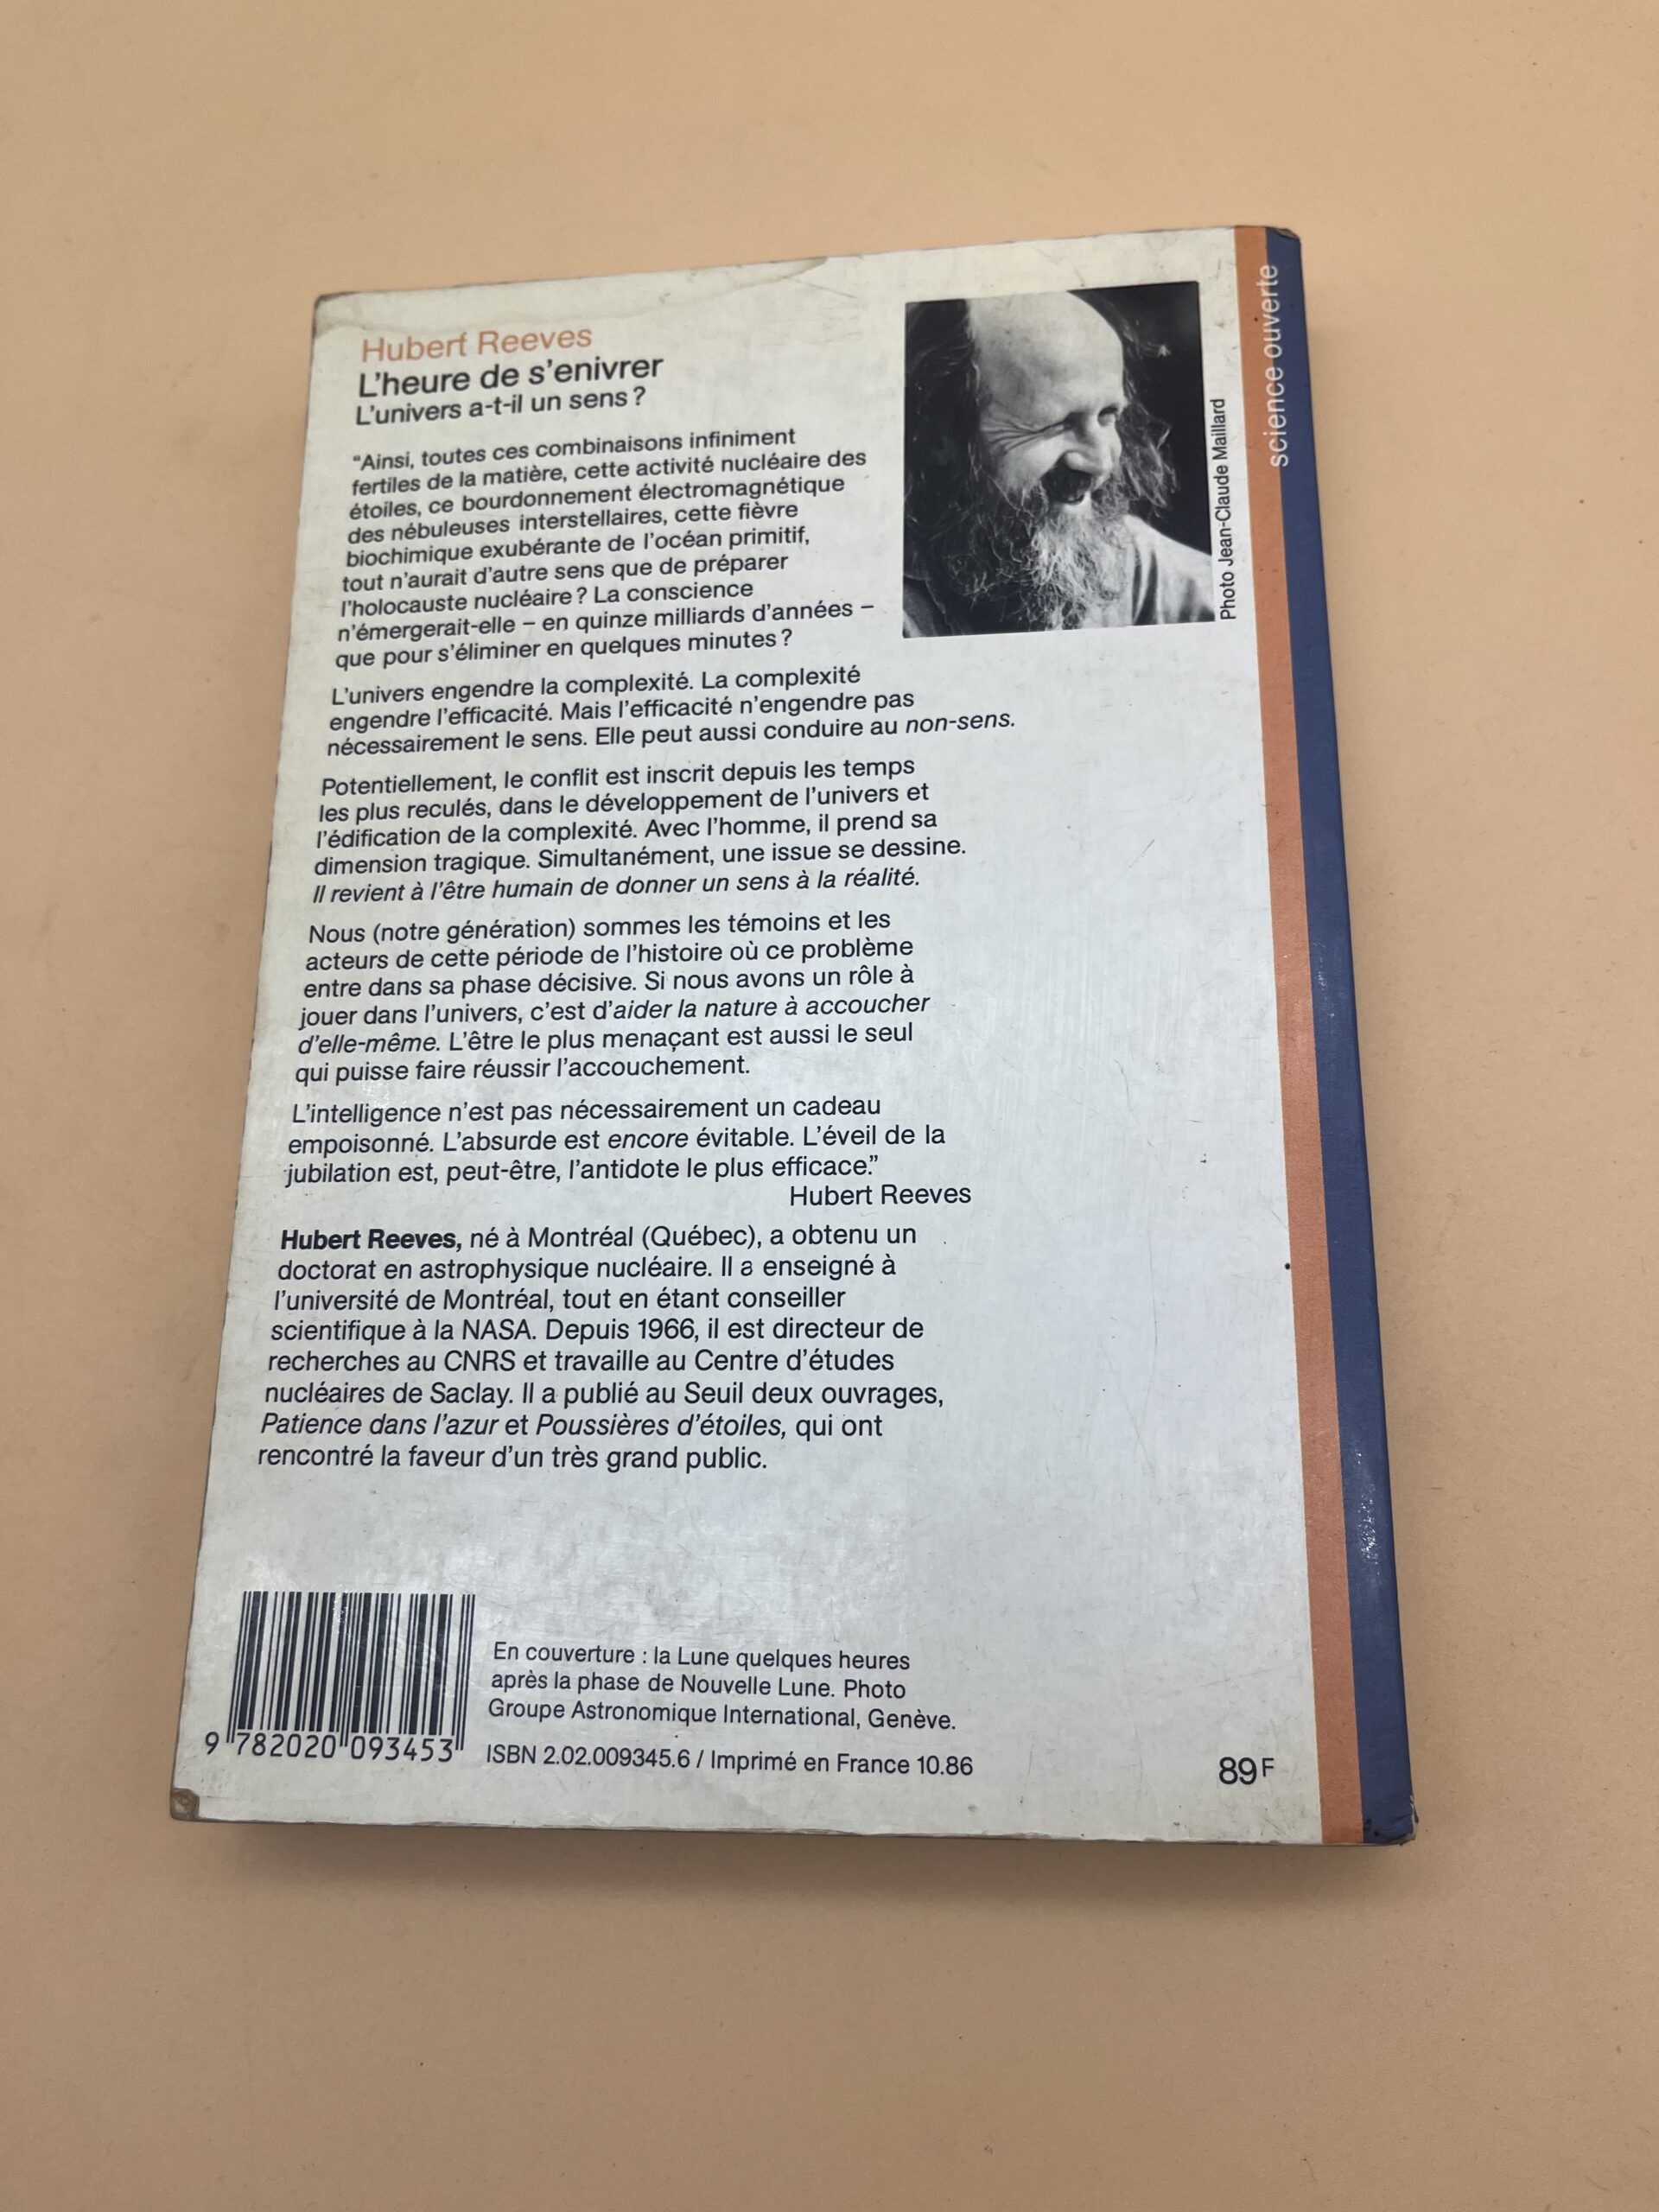 Hubert Reeves
L'heure de s'enivrer
L'univers a-t-il un sens ?
“Ainsi, toutes ces combinaisons infiniment
fertiles de la matière, cette activité nucléaire des
étoiles, ce bourdonnement électromagnétique
des nébuleuses interstellaires, cette fièvre
biochimique exubérante de l'océan primitif,
tout n'aurait d'autre sens que de préparer
l'holocauste nucléaire ? La conscience
n'émergerait-elle – en quinze milliards d'années –
que pour s'éliminer en quelques minutes ?
L'univers engendre la complexité. La complexité
engendre l'efficacité. Mais l'efficacité n'engendre pas
nécessairement le sens. Elle peut aussi conduire au non-sens.
Potentiellement, le conflit est inscrit depuis les temps
les plus reculés, dans le développement de l'univers et
l'édification de la complexité. Avec l'homme, il prend sa
dimension tragique. Simultanément, une issue se dessine.
Il revient à l'être humain de donner un sens à la réalité.
Nous (notre génération) sommes les témoins et les
acteurs de cette période de l'histoire où ce problème
entre dans sa phase décisive. Si nous avons un rôle à
jouer dans l'univers, c'est d'aider la nature à accoucher
d'elle-même. L'être le plus menaçant est aussi le seul
qui puisse faire réussir l'accouchement.
L'intelligence n'est pas nécessairement un cadeau
empoisonné. L'absurde est encore évitable. L'éveil de la
jubilation est, peut-être, l'antidote le plus efficace.”
Hubert Reeves
Hubert Reeves, né à Montréal (Québec), a obtenu un
doctorat en astrophysique nucléaire. Il a enseigné à
l'université de Montréal, tout en étant conseiller
scientifique à la NASA. Depuis 1966, il est directeur de
recherches au CNRS et travaille au Centre d'études
nucléaires de Saclay. Il a publié au Seuil deux ouvrages,
Patience dans l'azur et Poussières d'étoiles, qui ont
rencontré la faveur d'un très grand public.
Photo Jean-Claude Maillard
science ouverte
En couverture : la Lune quelques heures
après la phase de Nouvelle Lune. Photo
Groupe Astronomique International, Genève.
ISBN 2.02.009345.6 / Imprimé en France 10.86
9 782020 093453
89 F